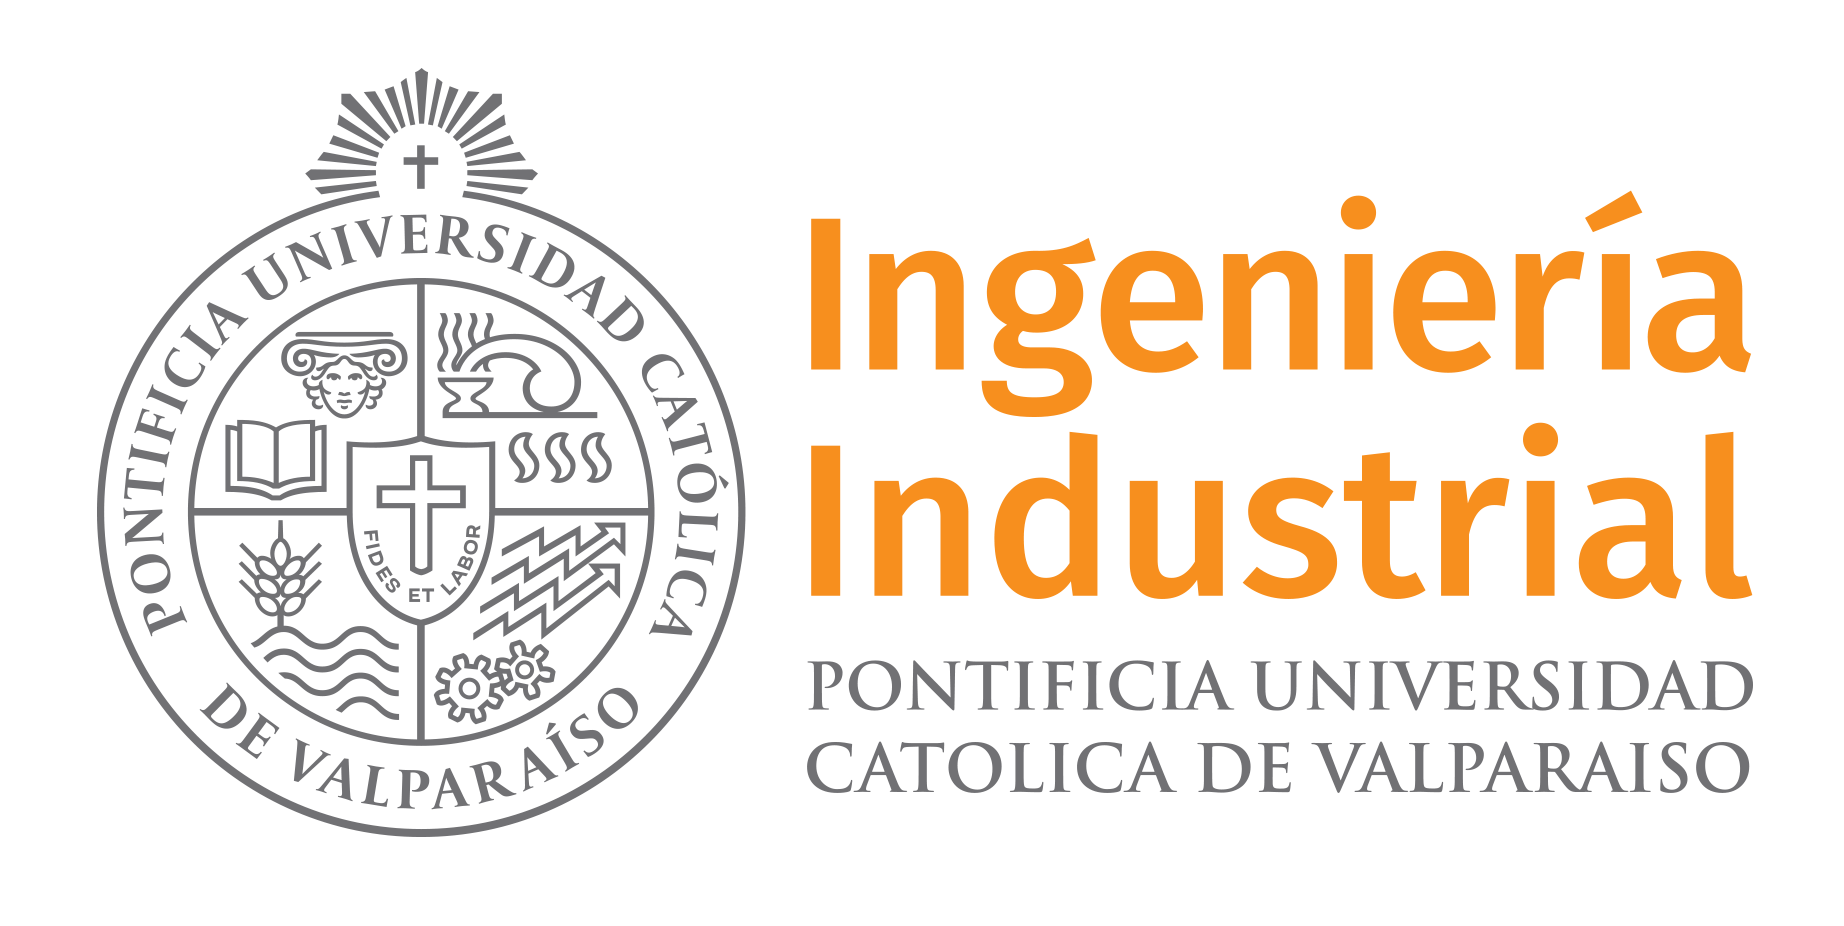 PONTIFICIA UNIVERSIDAD CATÓLICA
DE VALPARAÍSO
FIDES ET LABOR
Ingeniería
Industrial
PONTIFICIA UNIVERSIDAD
CATOLICA DE VALPARAISO